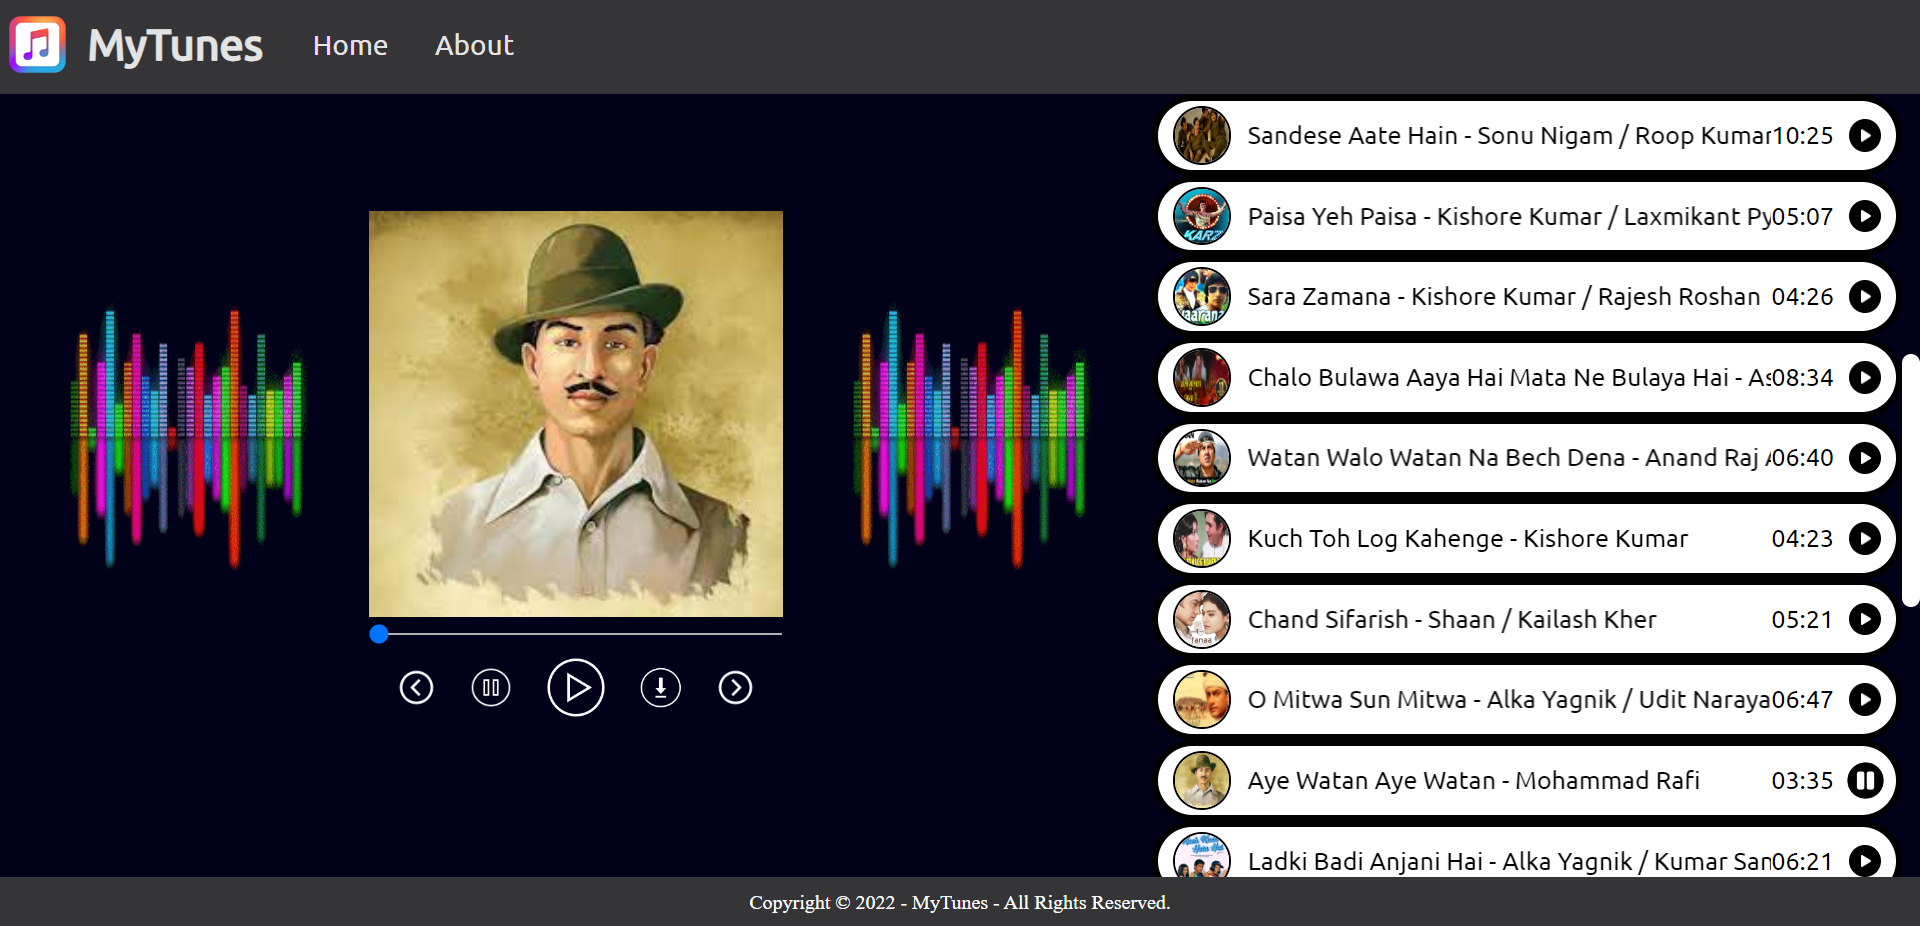 MyTunes Home About
Sandese Aate Hain - Sonu Nigam / Roop Kumar 10:25
Paisa Yeh Paisa - Kishore Kumar / Laxmikant Py 05:07
KARZ
Sara Zamana - Kishore Kumar / Rajesh Roshan 04:26
Chalo Bulawa Aaya Hai Mata Ne Bulaya Hai - As 08:34
Watan Walo Watan Na Bech Dena - Anand Raj A 06:40
Kuch Toh Log Kahenge - Kishore Kumar 04:23
Chand Sifarish - Shaan / Kailash Kher 05:21
fanaa
O Mitwa Sun Mitwa - Alka Yagnik / Udit Naraya 06:47
Aye Watan Aye Watan - Mohammad Rafi 03:35
Ladki Badi Anjani Hai - Alka Yagnik / Kumar San 06:21
Copyright © 2022 - MyTunes - All Rights Reserved.